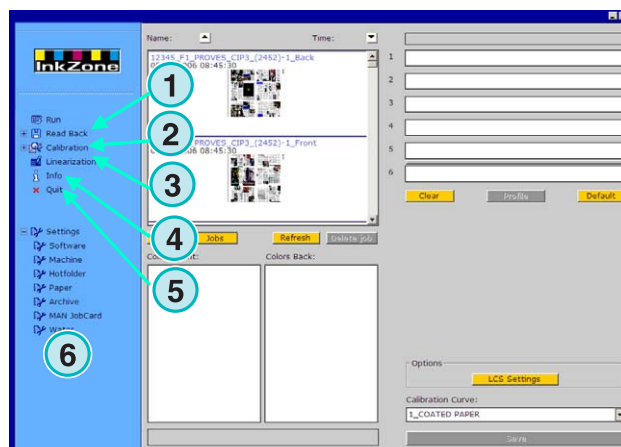 InkZone
Run
Read Back
Calibration
Linearization
Info
Quit
Settings
Software
Machine
Hotfolder
Paper
Archive
MAN JobCard
1
2
3
4
5
6
Name:
Time:
12345_F1_PROVES_CIP3_(2452)-1_Back
2006 08:45:30
PROVES_CIP3_(2452)-1_Front
2006 08:45:30
Jobs
Refresh
Delete job
Colors Back:
1
2
3
4
5
6
Clear
Profile
Default
Options
LCS Settings
Calibration Curve:
1_COATED PAPER
Save